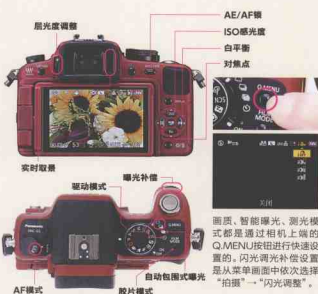 屈光度调整
AE/AF锁
ISO感光度
白平衡
对焦点
Q.MENU
MODE
关闭
实时取景
驱动模式
曝光补偿
Panasonic
AF模式
胶片模式
自动包围式曝光
画质、智能曝光、测光模
式都是通过相机上端的
Q.MENU按钮进行快速设
置的。闪光调光补偿设置
是从菜单画面中依次选择
“拍摄”→“闪光调整”。